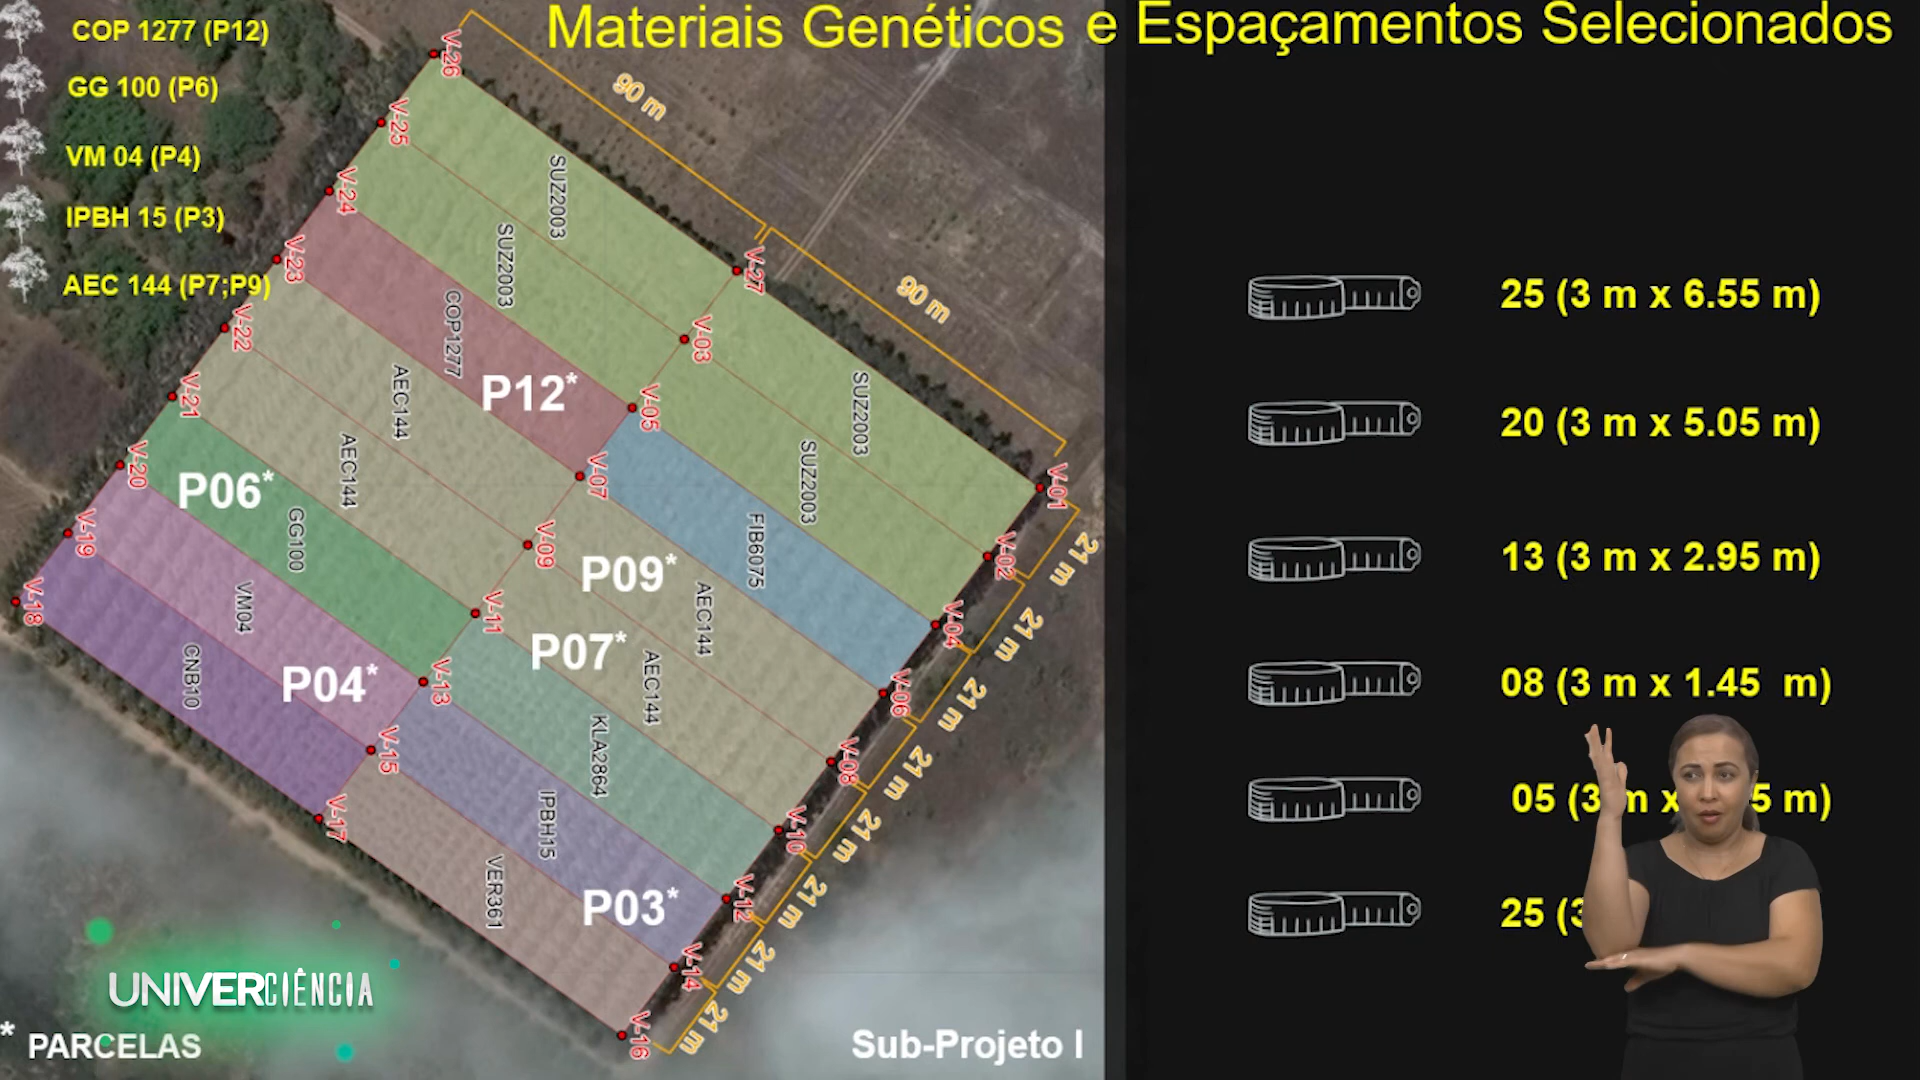 Materiais Genéticos e Espaçamentos Selecionados
COP 1277 (P12)
GG 100 (P6)
VM 04 (P4)
IPBH 15 (P3)
AEC 144 (P7;P9)
90 m
90 m
V-26
V-25
V-24
V-23
V-22
V-21
V-20
V-19
V-18
V-27
V-03
V-05
V-07
V-09
V-11
V-13
V-15
V-17
V-01
V-02
V-04
V-06
V-08
V-10
V-12
V-14
V-16
SUZ2003
SUZ2003
COP1277
AEC144
AEC144
GG100
VM04
CNB10
SUZ2003
SUZ2003
FIB6075
AEC144
AEC144
KLA2864
IPBH15
VER361
P12*
P06*
P09*
P07*
P04*
P03*
21 m
21 m
21 m
21 m
21 m
21 m
21 m
21 m
25 (3 m x 6.55 m)
20 (3 m x 5.05 m)
13 (3 m x 2.95 m)
08 (3 m x 1.45 m)
05 (3 m x 5 m)
25 (3
UNIVERCIÊNCIA
* PARCELAS
Sub-Projeto I